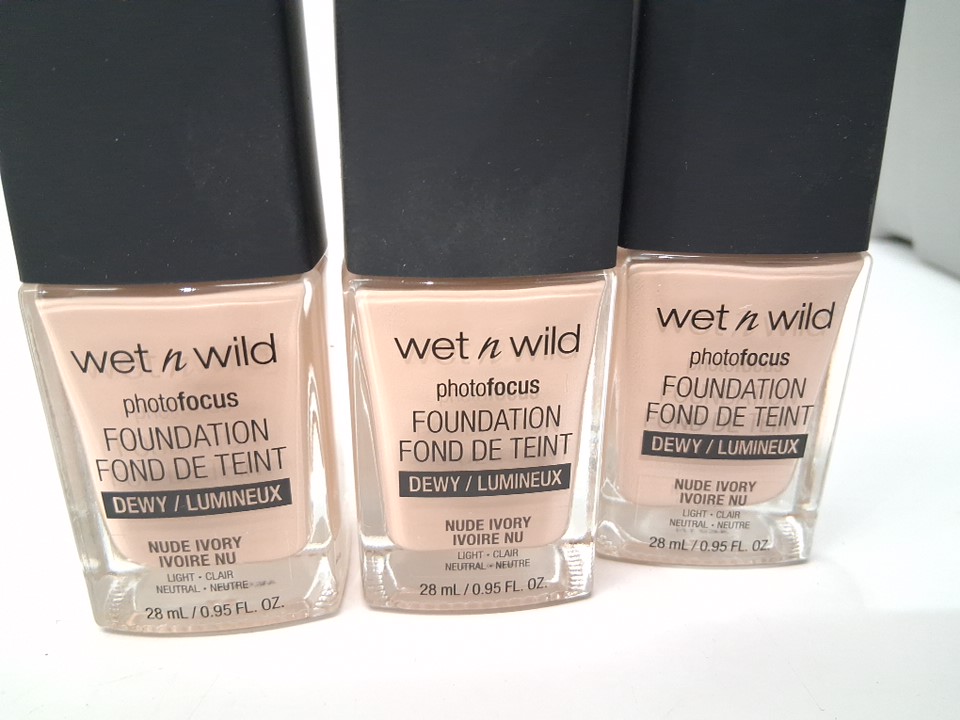 wet n wild
photofocus
FOUNDATION
FOND DE TEINT
DEWY / LUMINEUX
NUDE IVORY
IVOIRE NU
LIGHT • CLAIR
NEUTRAL • NEUTRE
28 mL / 0.95 FL. OZ.
wet n wild
photofocus
FOUNDATION
FOND DE TEINT
DEWY / LUMINEUX
NUDE IVORY
IVOIRE NU
LIGHT • CLAIR
NEUTRAL • NEUTRE
28 mL / 0.95 FL. OZ.
wet n wild
photofocus
FOUNDATION
FOND DE TEINT
DEWY / LUMINEUX
NUDE IVORY
IVOIRE NU
LIGHT • CLAIR
NEUTRAL • NEUTRE
28 mL / 0.95 FL. OZ.